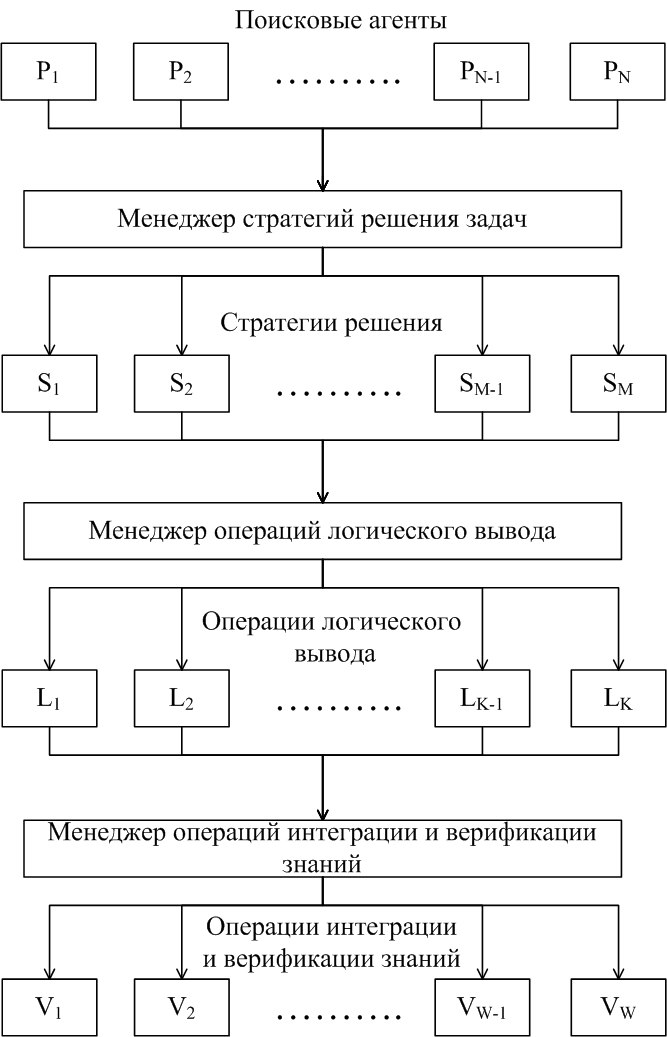 Поисковые агенты
P1 P2 .......... PN-1 PN
Менеджер стратегий решения задач
Стратегии решения
S1 S2 .......... SM-1 SM
Менеджер операций логического вывода
Операции логического
вывода
L1 L2 .......... LK-1 LK
Менеджер операций интеграции и верификации
знаний
Операции интеграции
и верификации знаний
V1 V2 .......... VW-1 VW